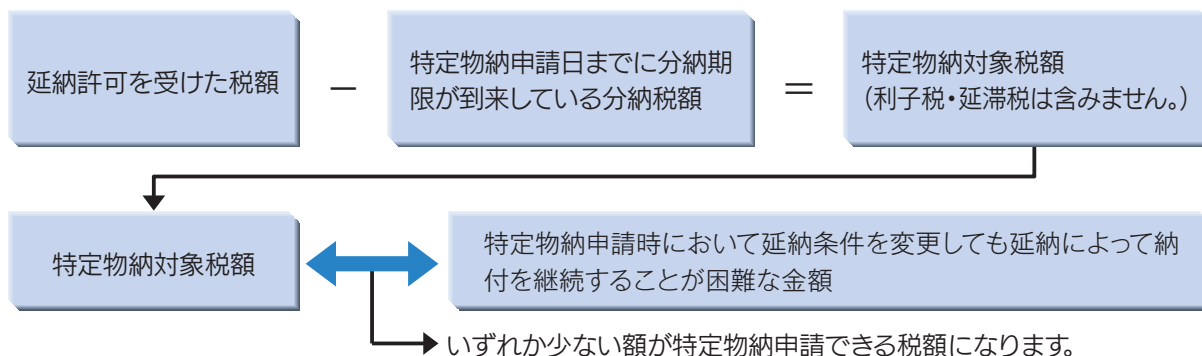 延納許可を受けた税額
−
特定物納申請日までに分納期
限が到来している分納税額
＝
特定物納対象税額
（利子税・延滞税は含みません。）
特定物納対象税額
特定物納申請時において延納条件を変更しても延納によって納
付を継続することが困難な金額
いずれか少ない額が特定物納申請できる税額になります。